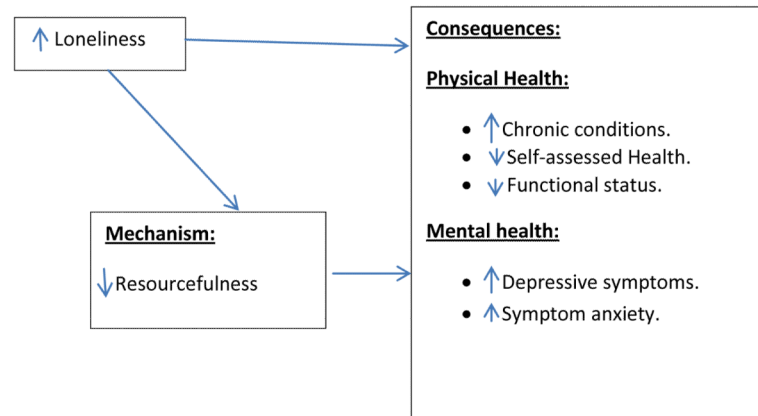 Loneliness
Consequences:
Physical Health:
• Chronic conditions.
• Self-assessed Health.
• Functional status.
Mechanism:
Resourcefulness
Mental health:
• Depressive symptoms.
• Symptom anxiety.